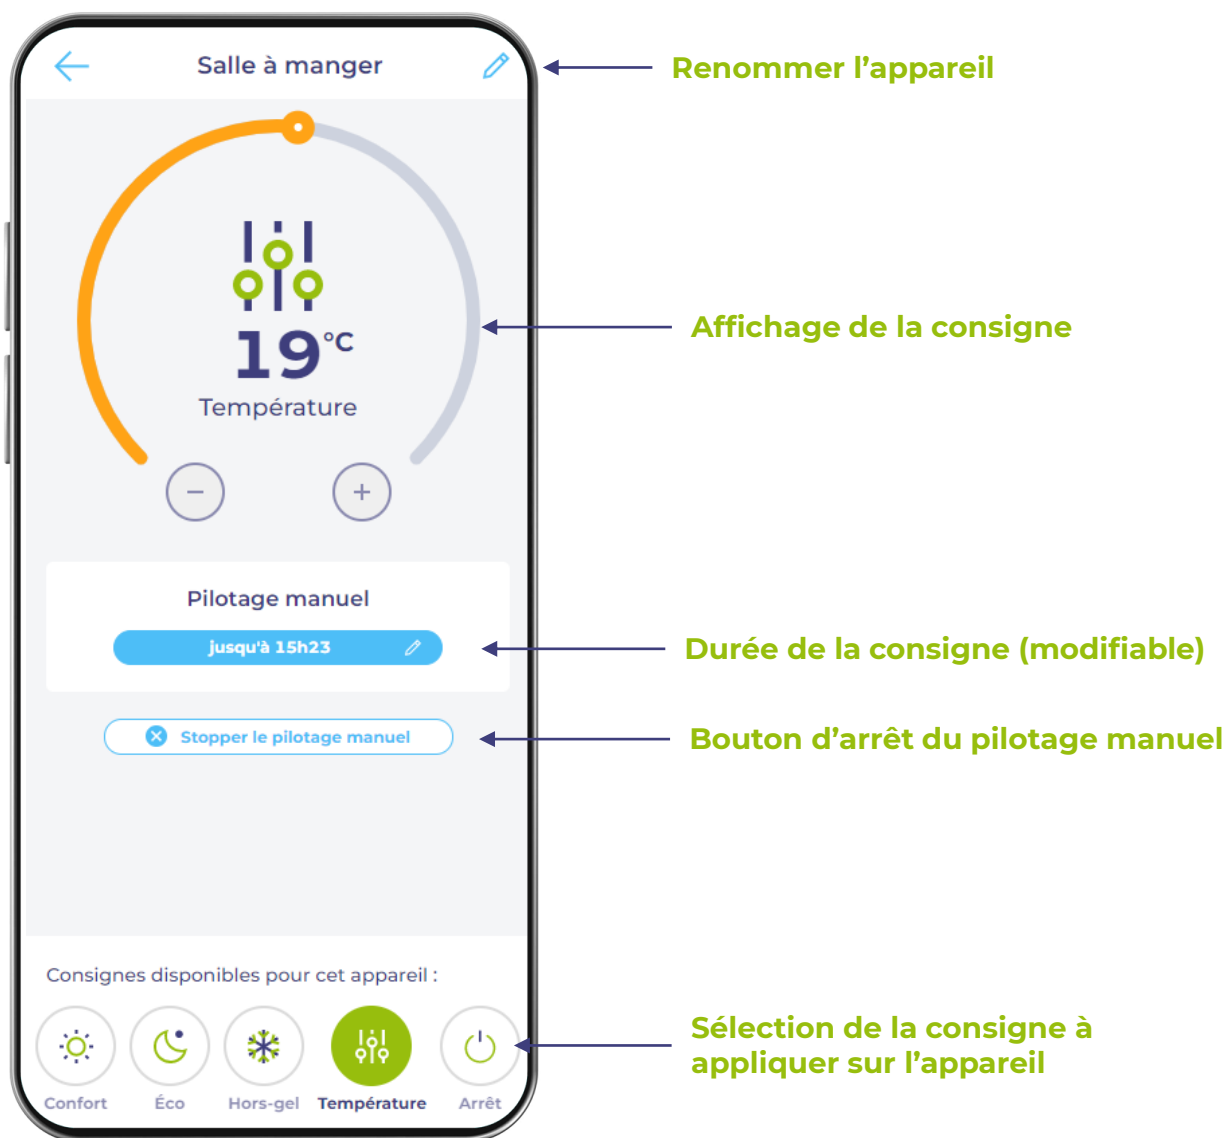 Salle à manger
Renommer l’appareil
19°C
Température
Affichage de la consigne
Pilotage manuel
jusqu'à 15h23
Durée de la consigne (modifiable)
Stopper le pilotage manuel
Bouton d’arrêt du pilotage manuel
Consignes disponibles pour cet appareil :
Confort
Éco
Hors-gel
Température
Arrêt
Sélection de la consigne à
appliquer sur l’appareil